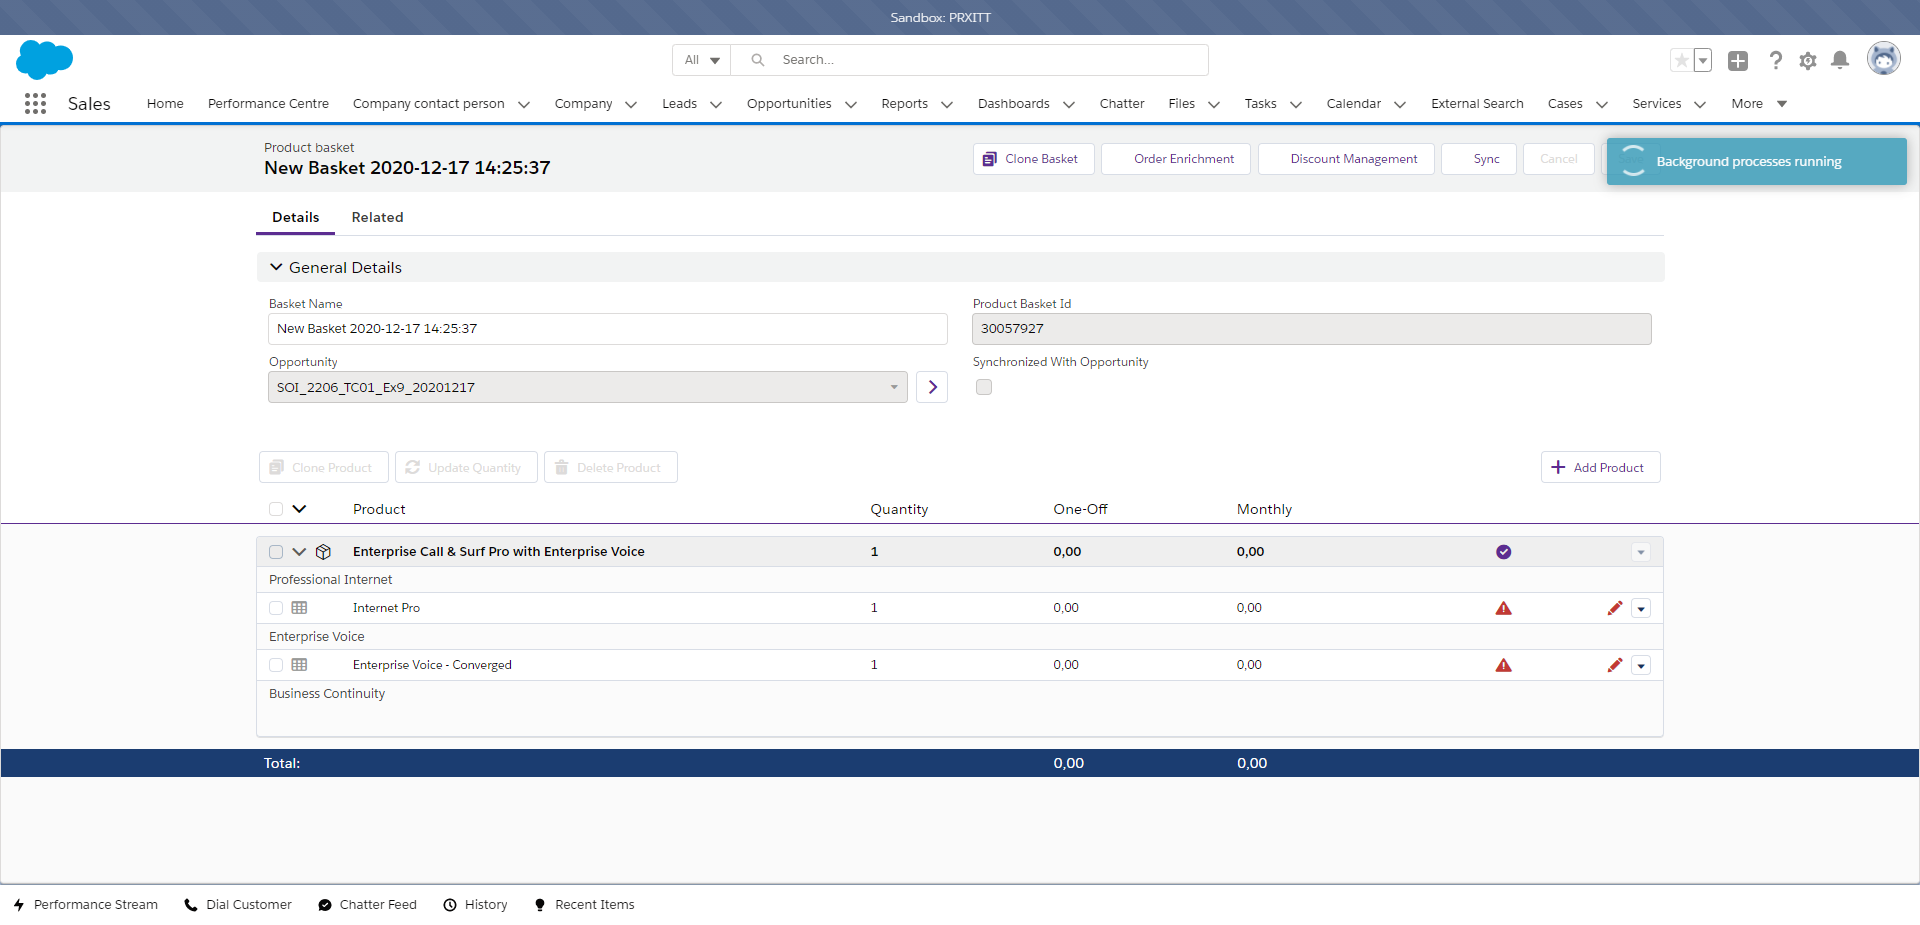 Sandbox: PRXITT
All Search...
Sales Home Performance Centre Company contact person Company Leads Opportunities Reports Dashboards Chatter Files Tasks Calendar External Search Cases Services More
Product basket
New Basket 2020-12-17 14:25:37
Clone Basket Order Enrichment Discount Management Sync Cancel
Background processes running
Details Related
General Details
Basket Name Product Basket Id
New Basket 2020-12-17 14:25:37 30057927
Opportunity Synchronized With Opportunity
SOI_2206_TC01_Ex9_20201217
Clone Product Update Quantity Delete Product Add Product
Product Quantity One-Off Monthly
Enterprise Call & Surf Pro with Enterprise Voice 1 0,00 0,00
Professional Internet
Internet Pro 1 0,00 0,00
Enterprise Voice
Enterprise Voice - Converged 1 0,00 0,00
Business Continuity
Total: 0,00 0,00
Performance Stream Dial Customer Chatter Feed History Recent Items